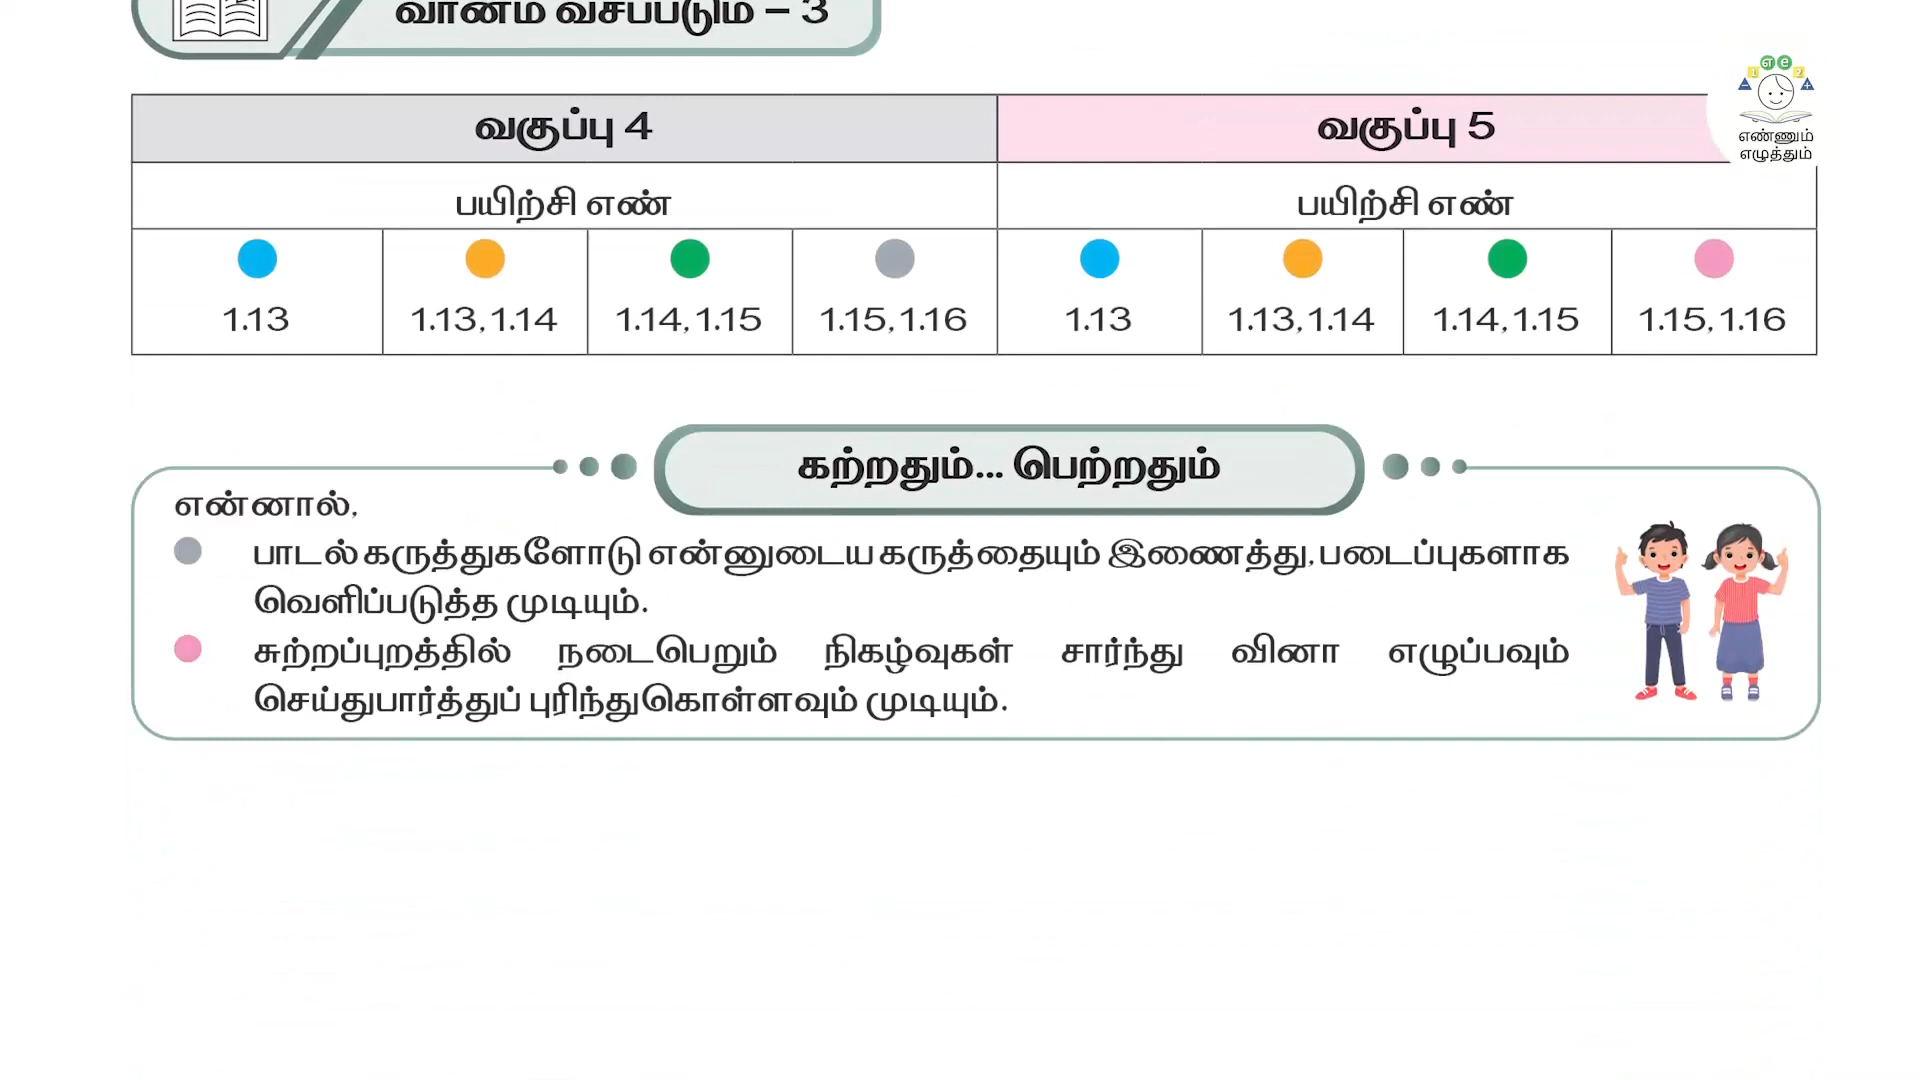 வானம் வசப்படும் – 3
எண்ணும்
எழுத்தும்
வகுப்பு 4 வகுப்பு 5
பயிற்சி எண் பயிற்சி எண்
1.13 1.13, 1.14 1.14, 1.15 1.15, 1.16 1.13 1.13, 1.14 1.14, 1.15 1.15, 1.16
கற்றதும்... பெற்றதும்
என்னால்,
பாடல் கருத்துகளோடு என்னுடைய கருத்தையும் இணைத்து, படைப்புகளாக
வெளிப்படுத்த முடியும்.
சுற்றப்புறத்தில் நடைபெறும் நிகழ்வுகள் சார்ந்து வினா எழுப்பவும்
செய்துபார்த்துப் புரிந்துகொள்ளவும் முடியும்.